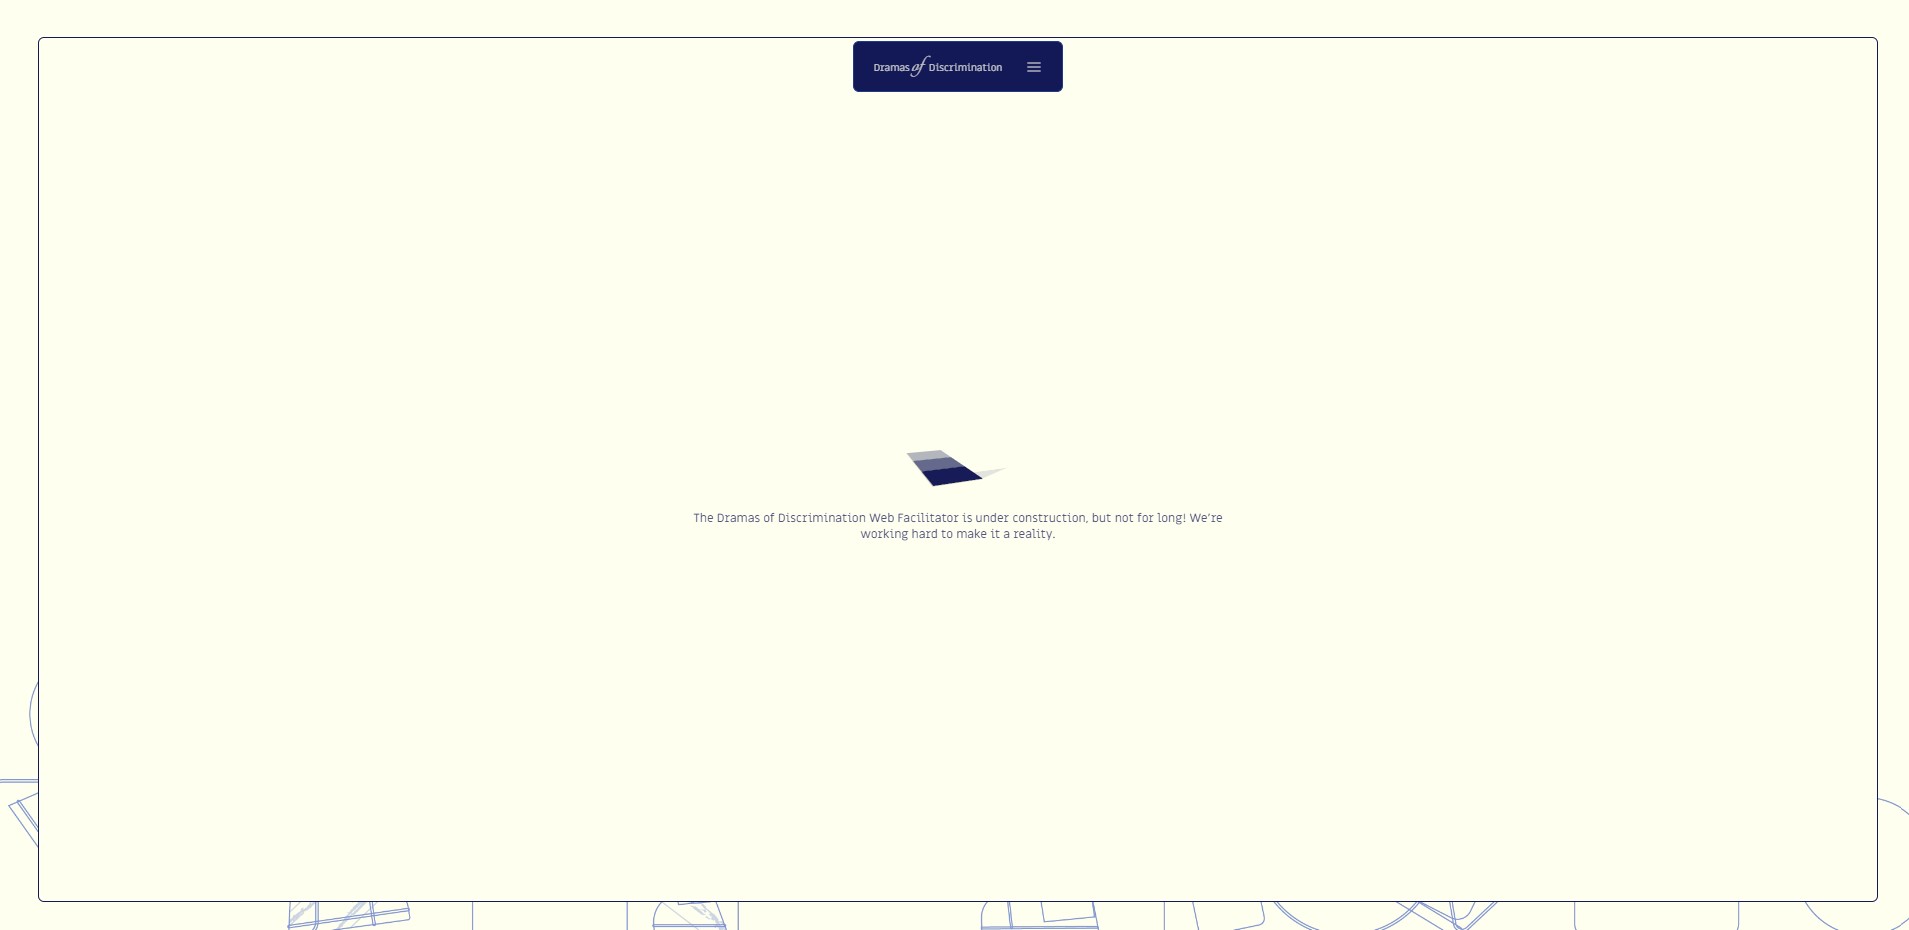 Dramas of Discrimination
The Dramas of Discrimination Web Facilitator is under construction, but not for long! We're
working hard to make it a reality.